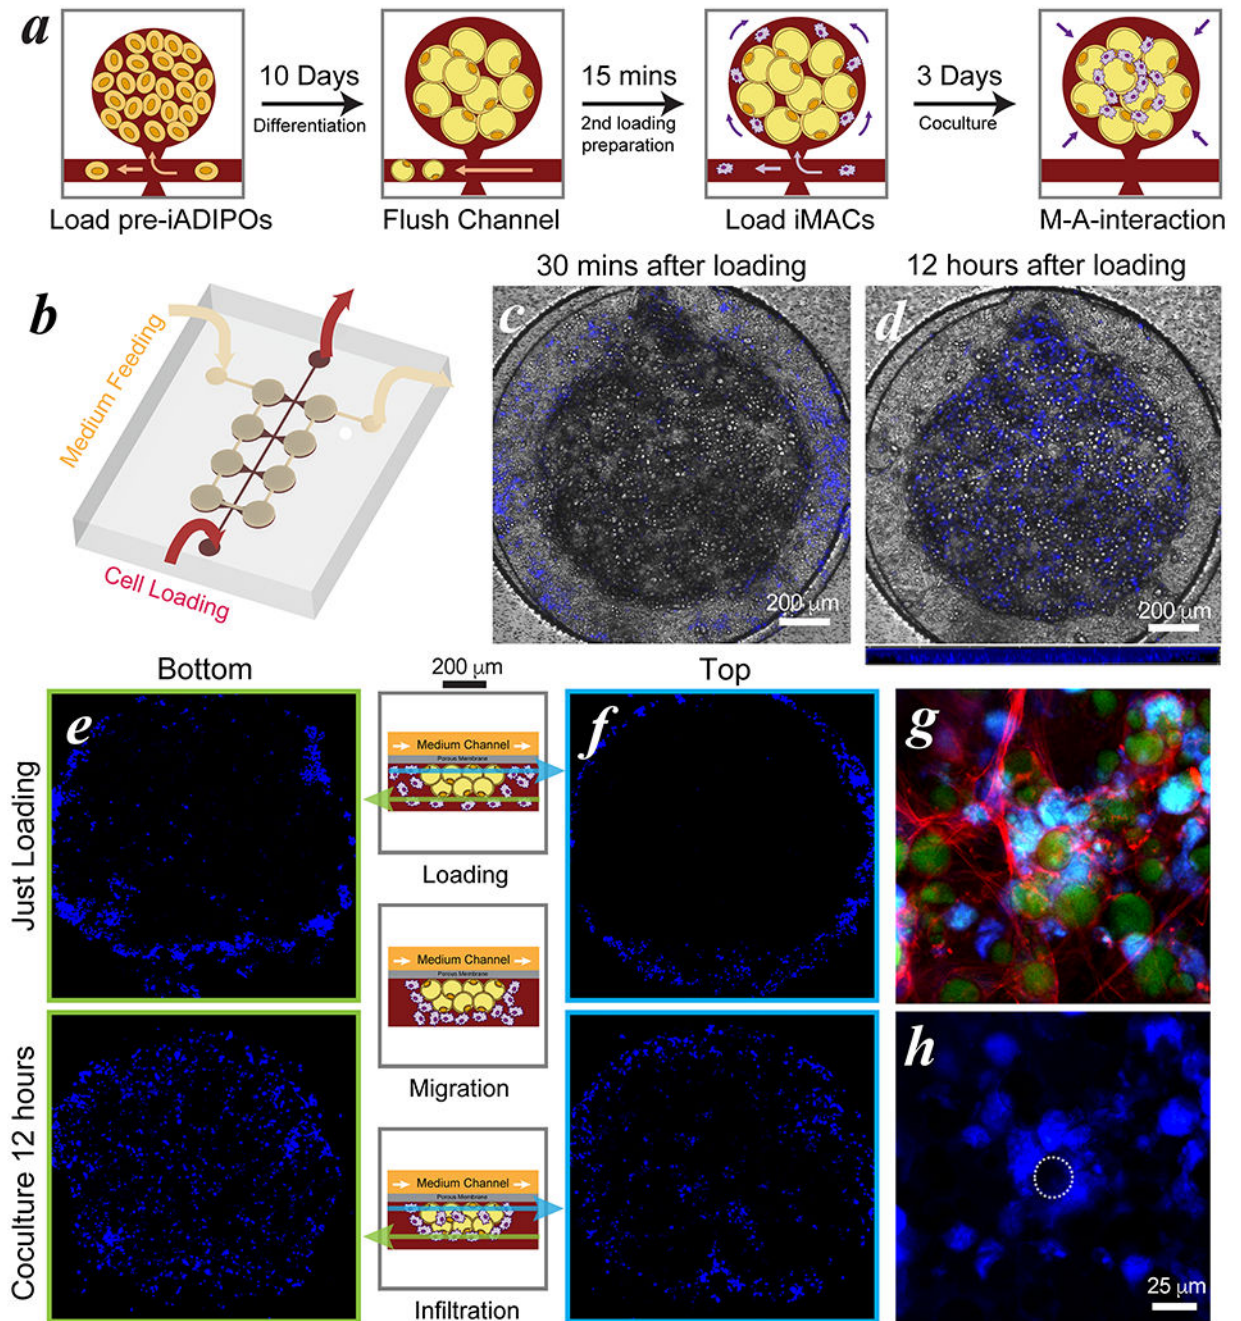 a
10 Days
Differentiation
15 mins
2nd loading
preparation
3 Days
Coculture
Load pre-iADIPOs
Flush Channel
Load iMACs
M-A-interaction
b
Medium Feeding
Cell Loading
30 mins after loading
12 hours after loading
c
200 μm
d
200 μm
Bottom
200 μm
Top
Just Loading
e
Medium Channel
Porous Membrane
Loading
f
g
Medium Channel
Porous Membrane
Migration
Coculture 12 hours
Medium Channel
Porous Membrane
Infiltration
h
25 μm